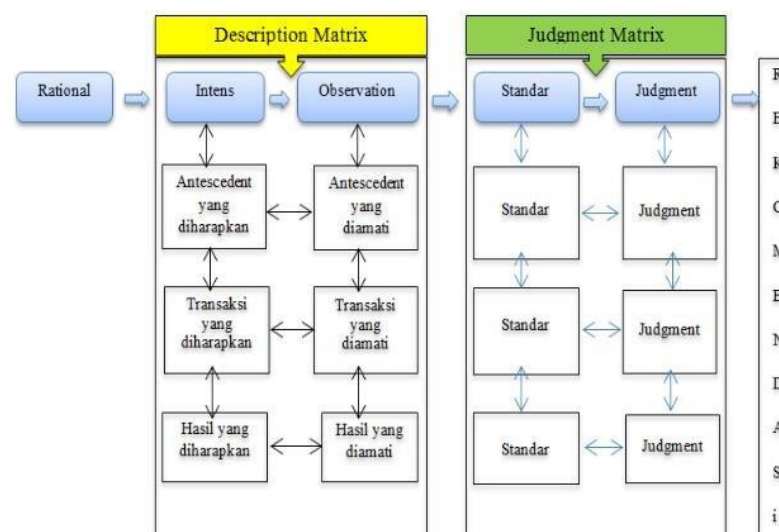 Description Matrix
Judgment Matrix
Rational
Intens
Observation
Standar
Judgment
Antescedent
yang
diharapkan
Antescedent
yang
diamati
Standar
Judgment
Transaksi
yang
diharapkan
Transaksi
yang
diamati
Standar
Judgment
Hasil yang
diharapkan
Hasil yang
diamati
Standar
Judgment
R
E
K
O
M
E
N
D
A
S
i